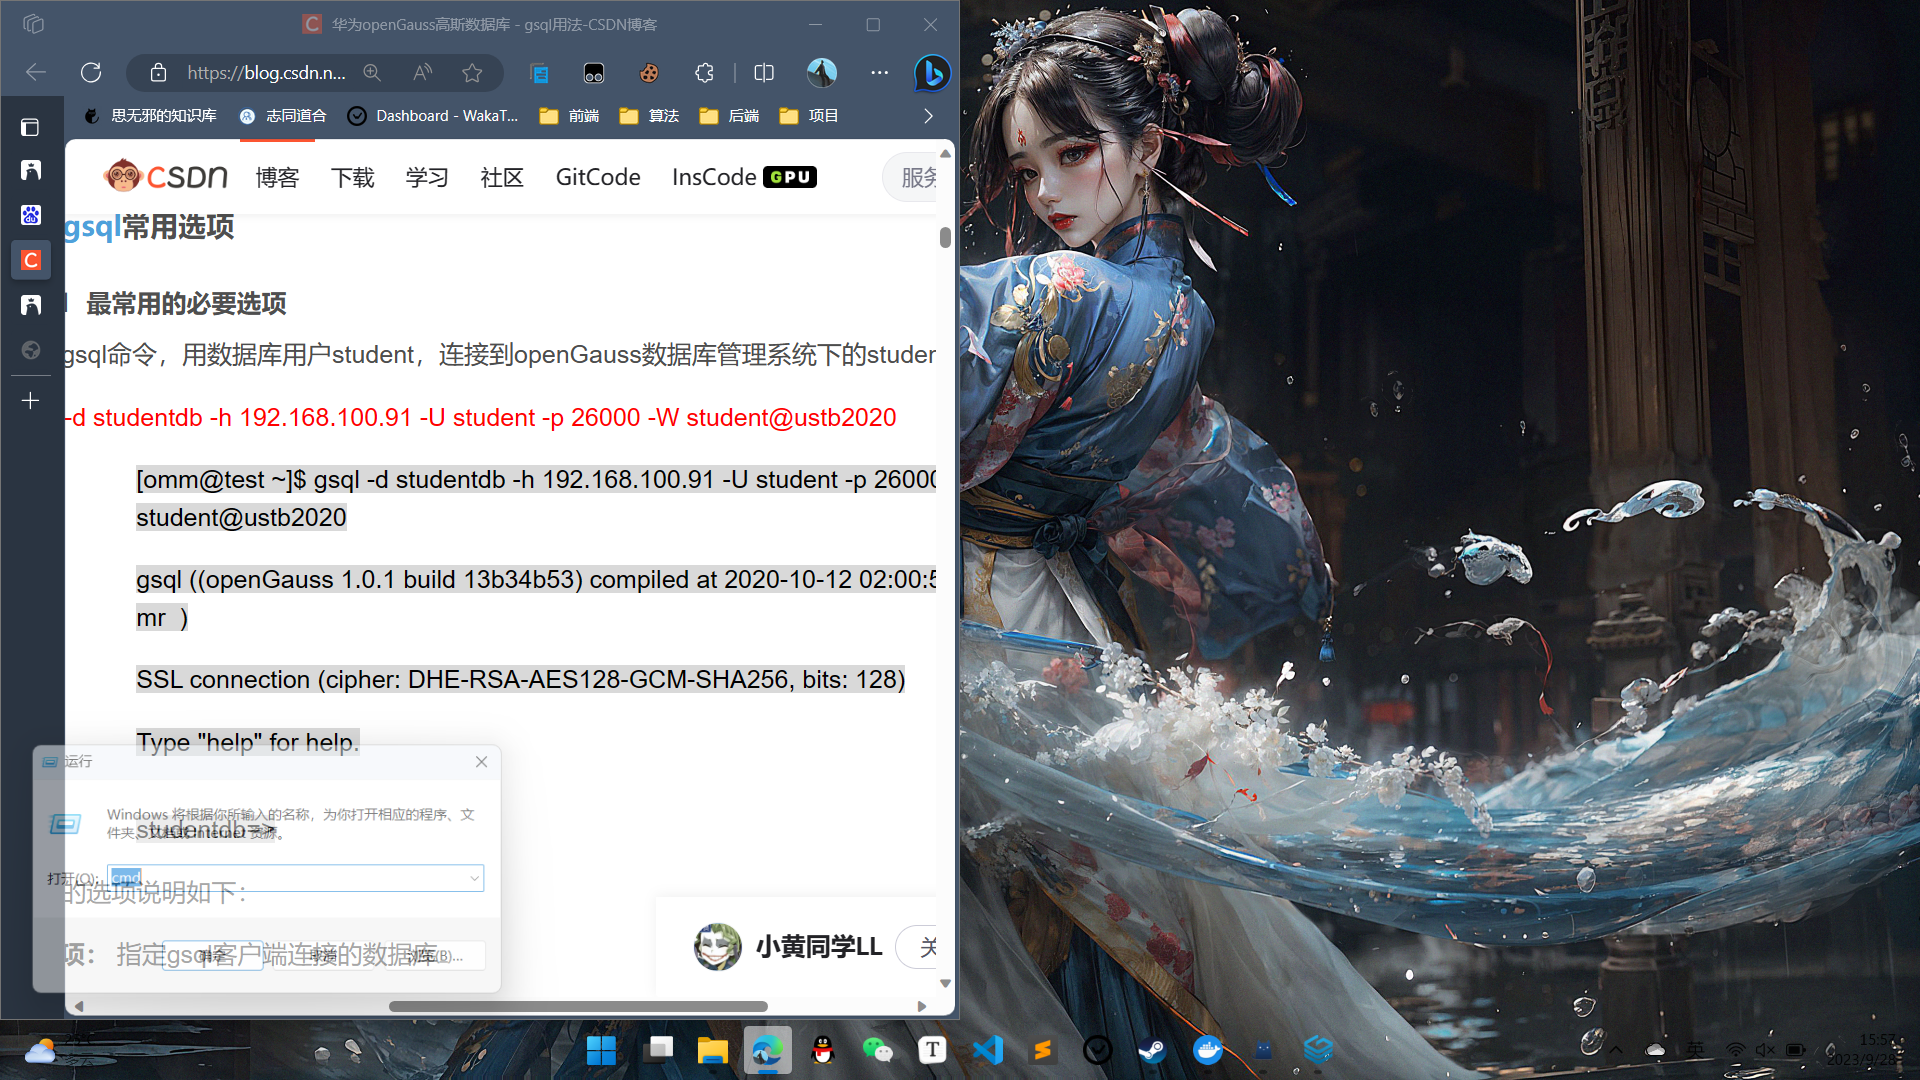 华为openGauss高斯数据库 - gsql用法-CSDN博客
https://blog.csdn.n...
思无邪的知识库 志同道合 Dashboard - WakaT... 前端 算法 后端 项目
CSDN 博客 下载 学习 社区 GitCode InsCode GPU 服务
gsql常用选项
最常用的必要选项
gsql命令，用数据库用户student，连接到openGauss数据库管理系统下的studen
-d studentdb -h 192.168.100.91 -U student -p 26000 -W student@ustb2020
[omm@test ~]$ gsql -d studentdb -h 192.168.100.91 -U student -p 26000
student@ustb2020
gsql ((openGauss 1.0.1 build 13b34b53) compiled at 2020-10-12 02:00:5
mr )
SSL connection (cipher: DHE-RSA-AES128-GCM-SHA256, bits: 128)
Type "help" for help.
运行
Windows 将根据你所输入的名称，为你打开相应的程序、文
件夹、文档或 Internet 资源。
studentdb=>
打开(O): cmd
的选项说明如下：
项： 指定gsql客户端连接的数据库
确定 取消 浏览(B)...
小黄同学LL
英
15:57
2023/9/28